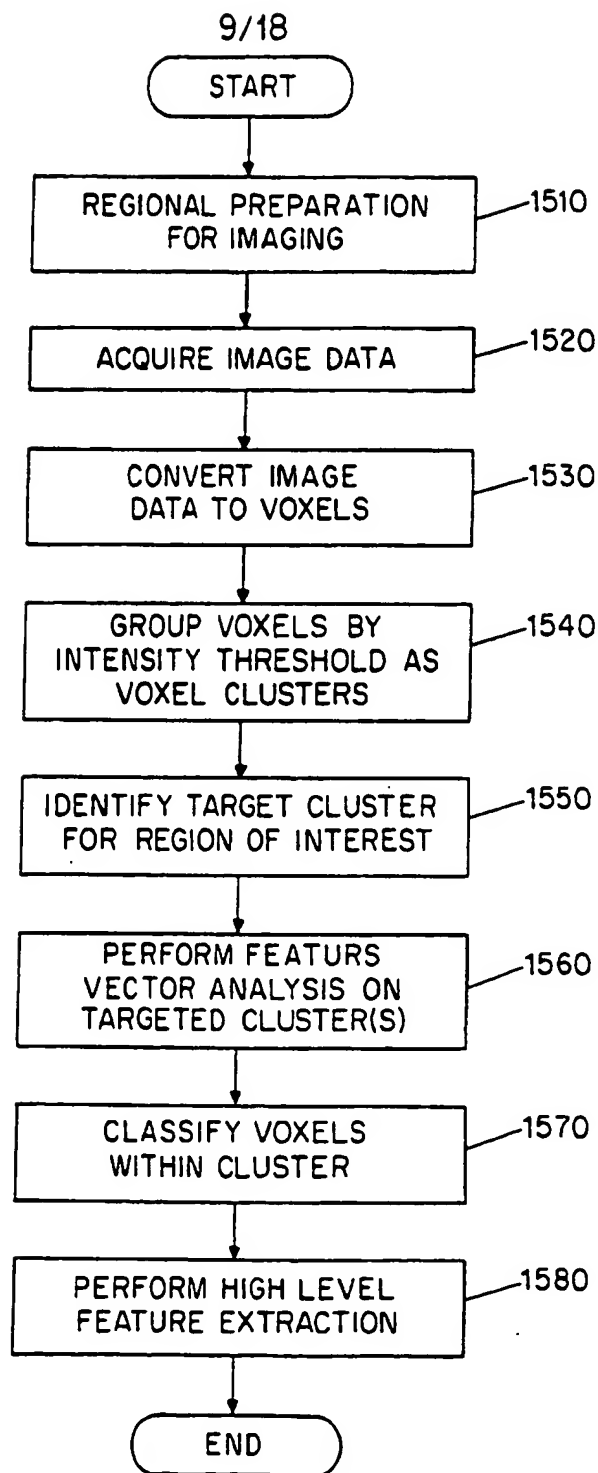 9/18
START
REGIONAL PREPARATION
FOR IMAGING
1510
ACQUIRE IMAGE DATA
1520
CONVERT IMAGE
DATA TO VOXELS
1530
GROUP VOXELS BY
INTENSITY THRESHOLD AS
VOXEL CLUSTERS
1540
IDENTIFY TARGET CLUSTER
FOR REGION OF INTEREST
1550
PERFORM FEATURS
VECTOR ANALYSIS ON
TARGETED CLUSTER(S)
1560
CLASSIFY VOXELS
WITHIN CLUSTER
1570
PERFORM HIGH LEVEL
FEATURE EXTRACTION
1580
END